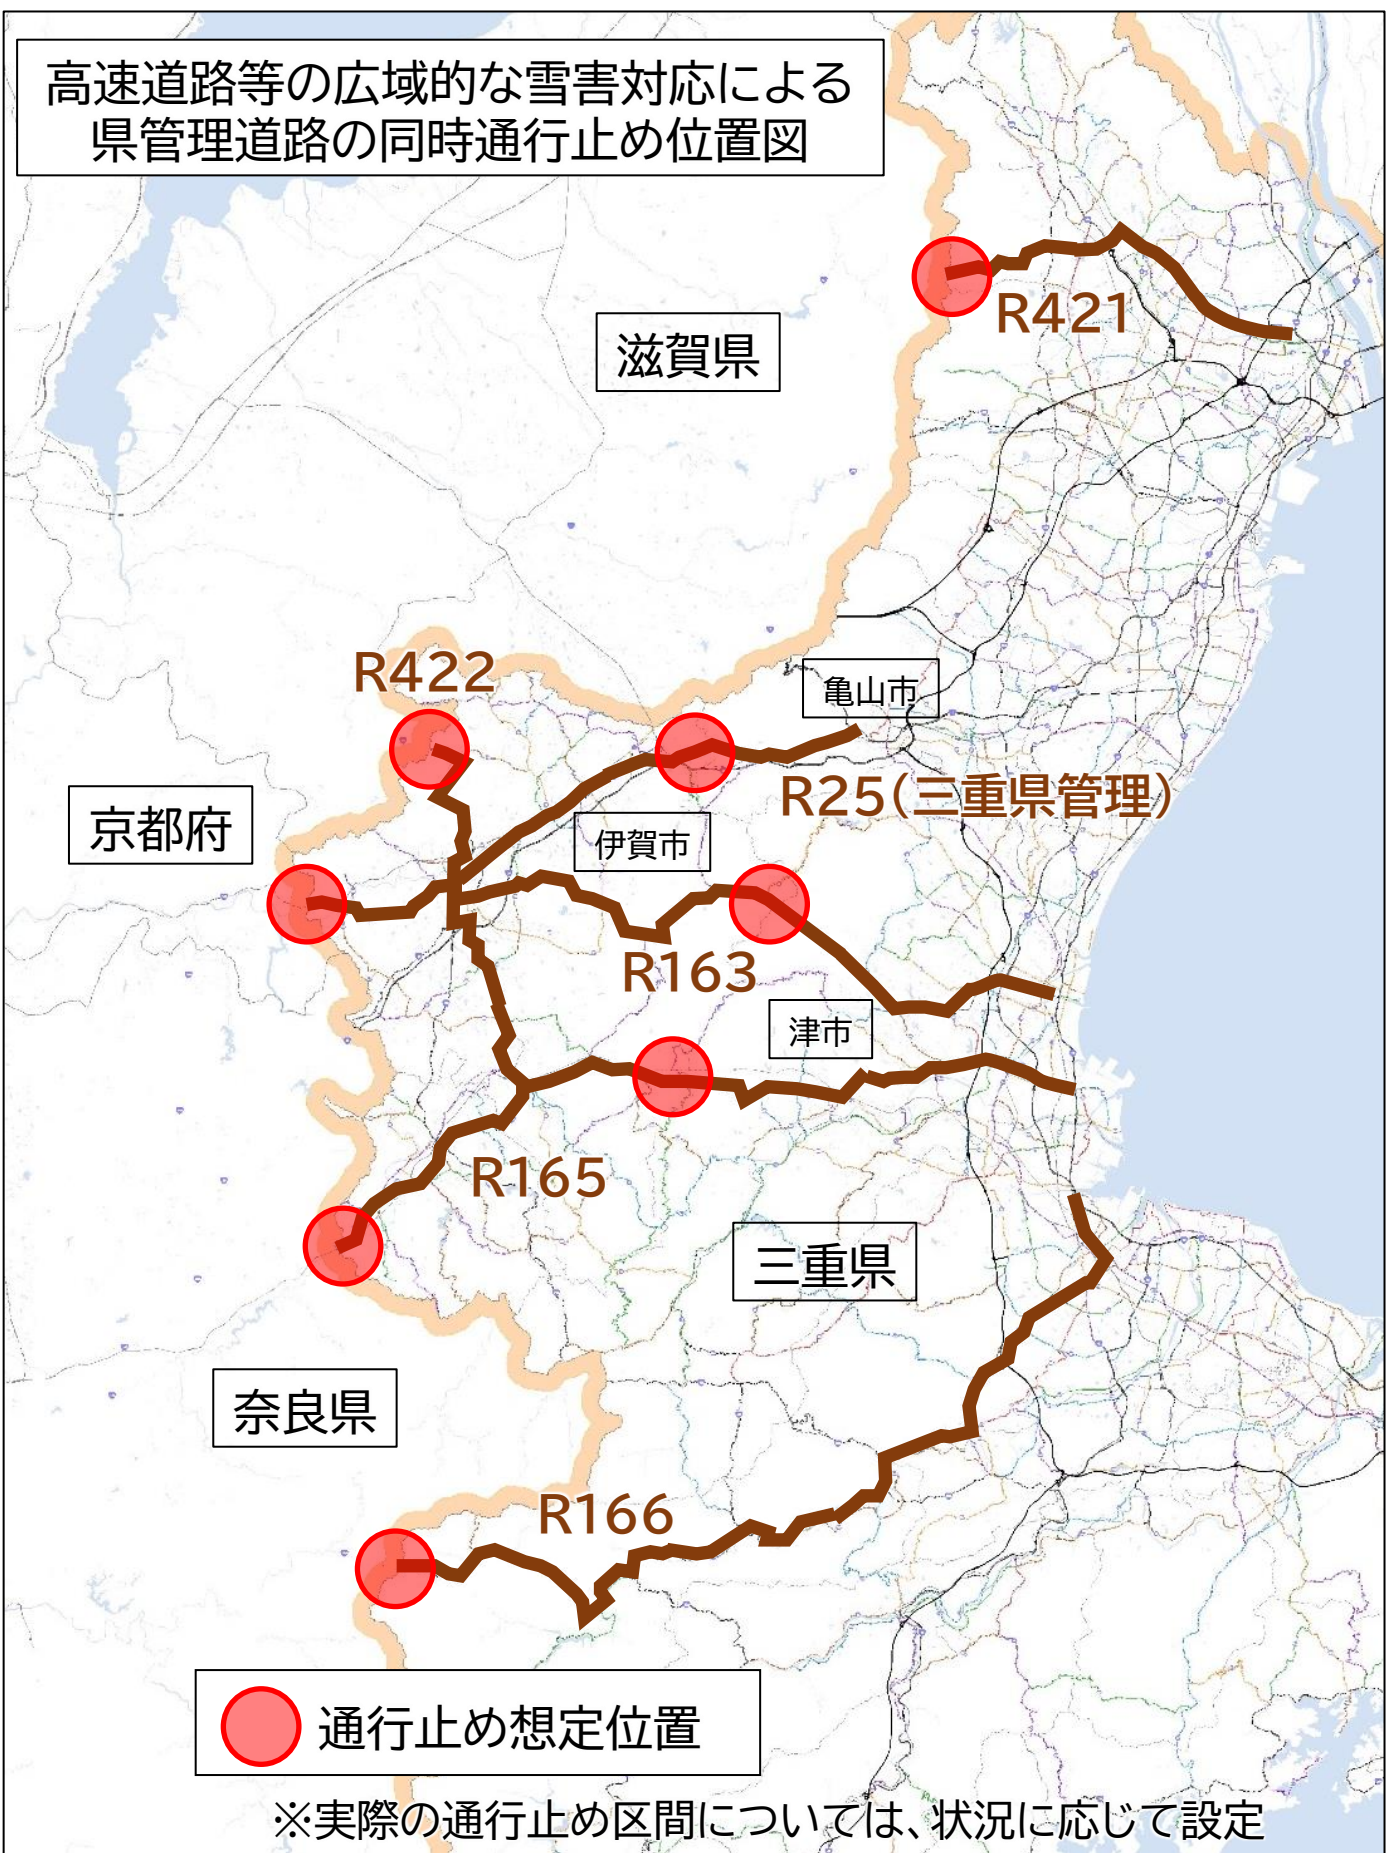 高速道路等の広域的な雪害対応による
県管理道路の同時通行止め位置図
R421
滋賀県
R422
亀山市
R25(三重県管理)
京都府
伊賀市
R163
津市
R165
三重県
奈良県
R166
通行止め想定位置
※実際の通行止め区間については、状況に応じて設定